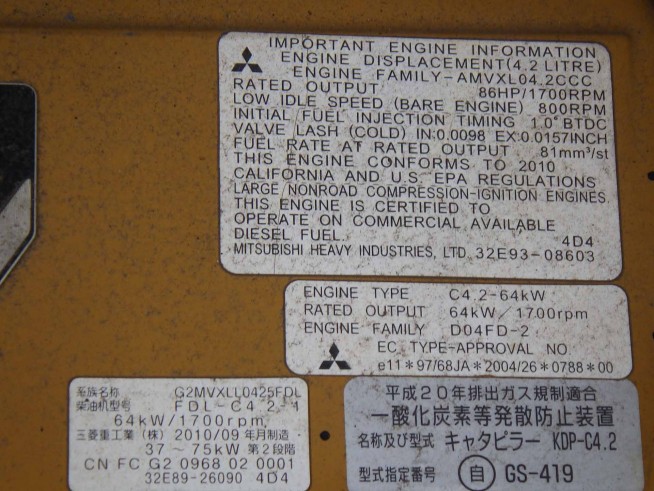 IMPORTANT ENGINE INFORMATION
ENGINE DISPLACEMENT(4.2 LITRE)
ENGINE FAMILY-AMVXL04.2CCC
RATED OUTPUT 86HP/1700RPM
LOW IDLE SPEED (BARE ENGINE) 800RPM
INITIAL FUEL INJECTION TIMING 1.0°BTDC
VALVE LASH (COLD) IN:0.0098 EX:0.0157INCH
FUEL RATE AT RATED OUTPUT 81mm³/st
THIS ENGINE CONFORMS TO 2010
CALIFORNIA AND U.S. EPA REGULATIONS
LARGE NONROAD COMPRESSION-IGNITION ENGINES.
THIS ENGINE IS CERTIFIED TO
OPERATE ON COMMERCIAL AVAILABLE
DIESEL FUEL. 4D4
MITSUBISHI HEAVY INDUSTRIES, LTD. 32E93-08603
ENGINE TYPE C4.2-64kW
RATED OUTPUT 64kW/1700rpm
ENGINE FAMILY D04FD-2
EC TYPE-APPROVAL NO.
e11*97/68JA*2004/26*0788*00
系族名称 G2MVXLL0425FDL
柴油机型号 FDL-C4.2-1
64kW/1700rpm
三菱重工業(株) 2010/09 年月制造
37~75kW 第2段階
CN FC G2 0968 02 0001
32E89-26090 4D4
平成20年排出ガス規制適合
一酸化炭素等発散防止装置
名称及び型式 キャタピラー KDP-C4.2
型式指定番号 自 GS-419